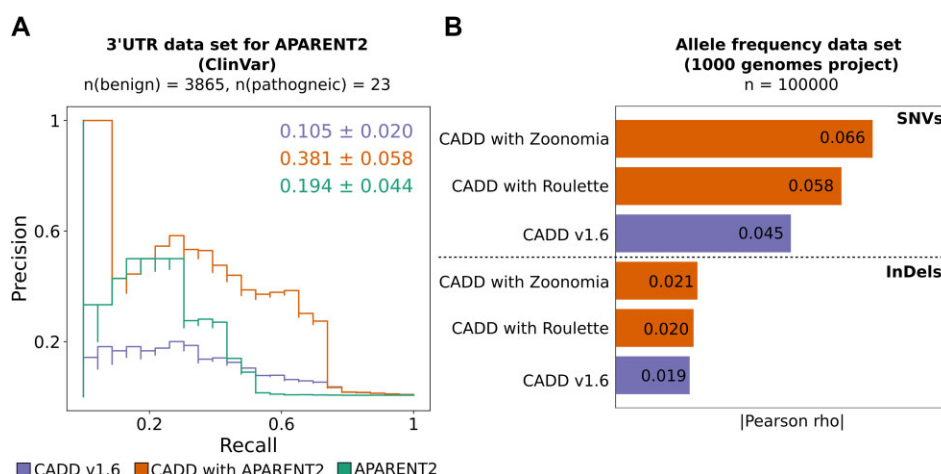 A
3'UTR data set for APARENT2
(ClinVar)
n(benign) = 3865, n(pathogneic) = 23
1
0.6
0.2
Precision
0.105 ± 0.020
0.381 ± 0.058
0.194 ± 0.044
0.2
0.6
1
Recall
CADD v1.6
CADD with APARENT2
APARENT2
B
Allele frequency data set
(1000 genomes project)
n = 100000
SNVs
CADD with Zoonomia
0.066
CADD with Roulette
0.058
CADD v1.6
0.045
InDels
CADD with Zoonomia
0.021
CADD with Roulette
0.020
CADD v1.6
0.019
|Pearson rho|